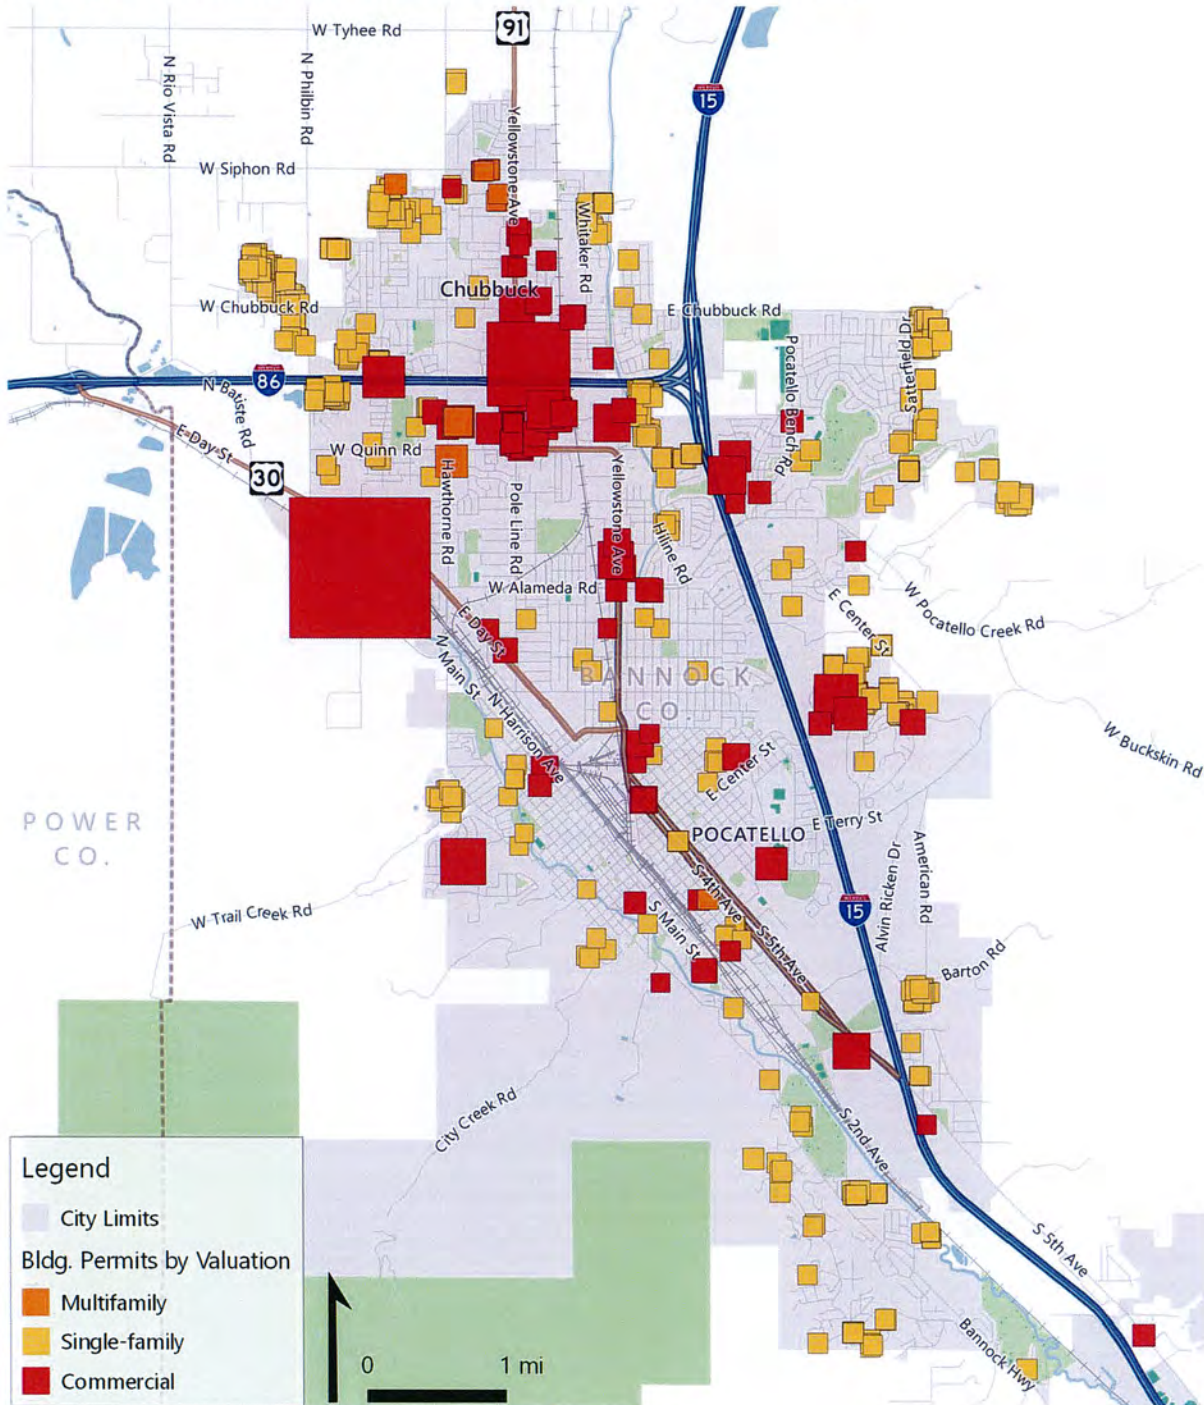 W Tyhee Rd
91
15
N Rio Vista Rd
N Philbin Rd
Yellowstone Ave
W Siphon Rd
Whitaker Rd
Chubbuck
W Chubbuck Rd
E Chubbuck Rd
Satterfield Dr
Pocatello Bench Rd
86
N Batiste Rd
E Day St
W Quinn Rd
30
Hawthorne Rd
Pole Line Rd
Yellowstone Ave
Hiline Rd
W Alameda Rd
E Center St
W Pocatello Creek Rd
E Day St
N Main St
N Harrison Ave
BANNOCK
CO.
W Buckskin Rd
E Center St
POWER
CO.
POCATELLO
E Terry St
American Rd
Alvin Ricken Dr
S 4th Ave
15
W Trail Creek Rd
S Main St
S 5th Ave
Barton Rd
City Creek Rd
S 2nd Ave
S 5th Ave
Bannock Hwy
Legend
City Limits
Bldg. Permits by Valuation
Multifamily
Single-family
Commercial
0 1 mi